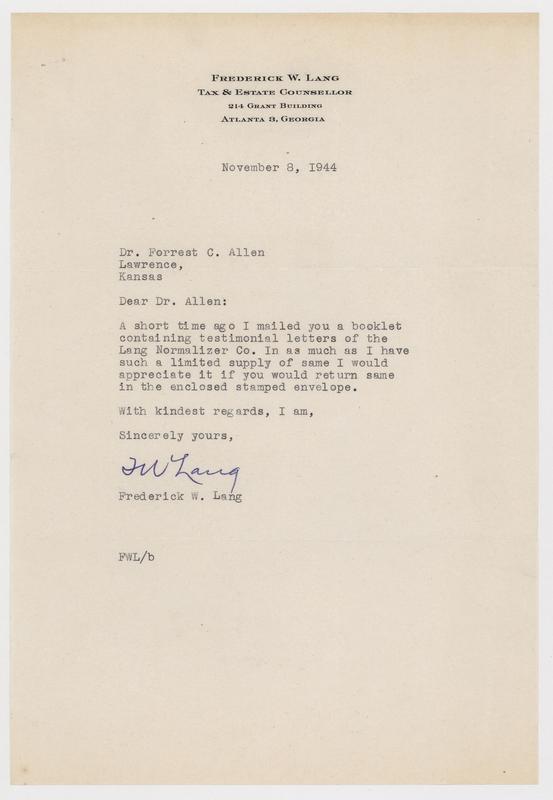 Frederick W. Lang
Tax & Estate Counsellor
214 Grant Building
Atlanta 3, Georgia
November 8, 1944
Dr. Forrest C. Allen
Lawrence,
Kansas
Dear Dr. Allen:
A short time ago I mailed you a booklet
containing testimonial letters of the
Lang Normalizer Co. In as much as I have
such a limited supply of same I would
appreciate it if you would return same
in the enclosed stamped envelope.
With kindest regards, I am,
Sincerely yours,
FW Lang
Frederick W. Lang
FWL/b